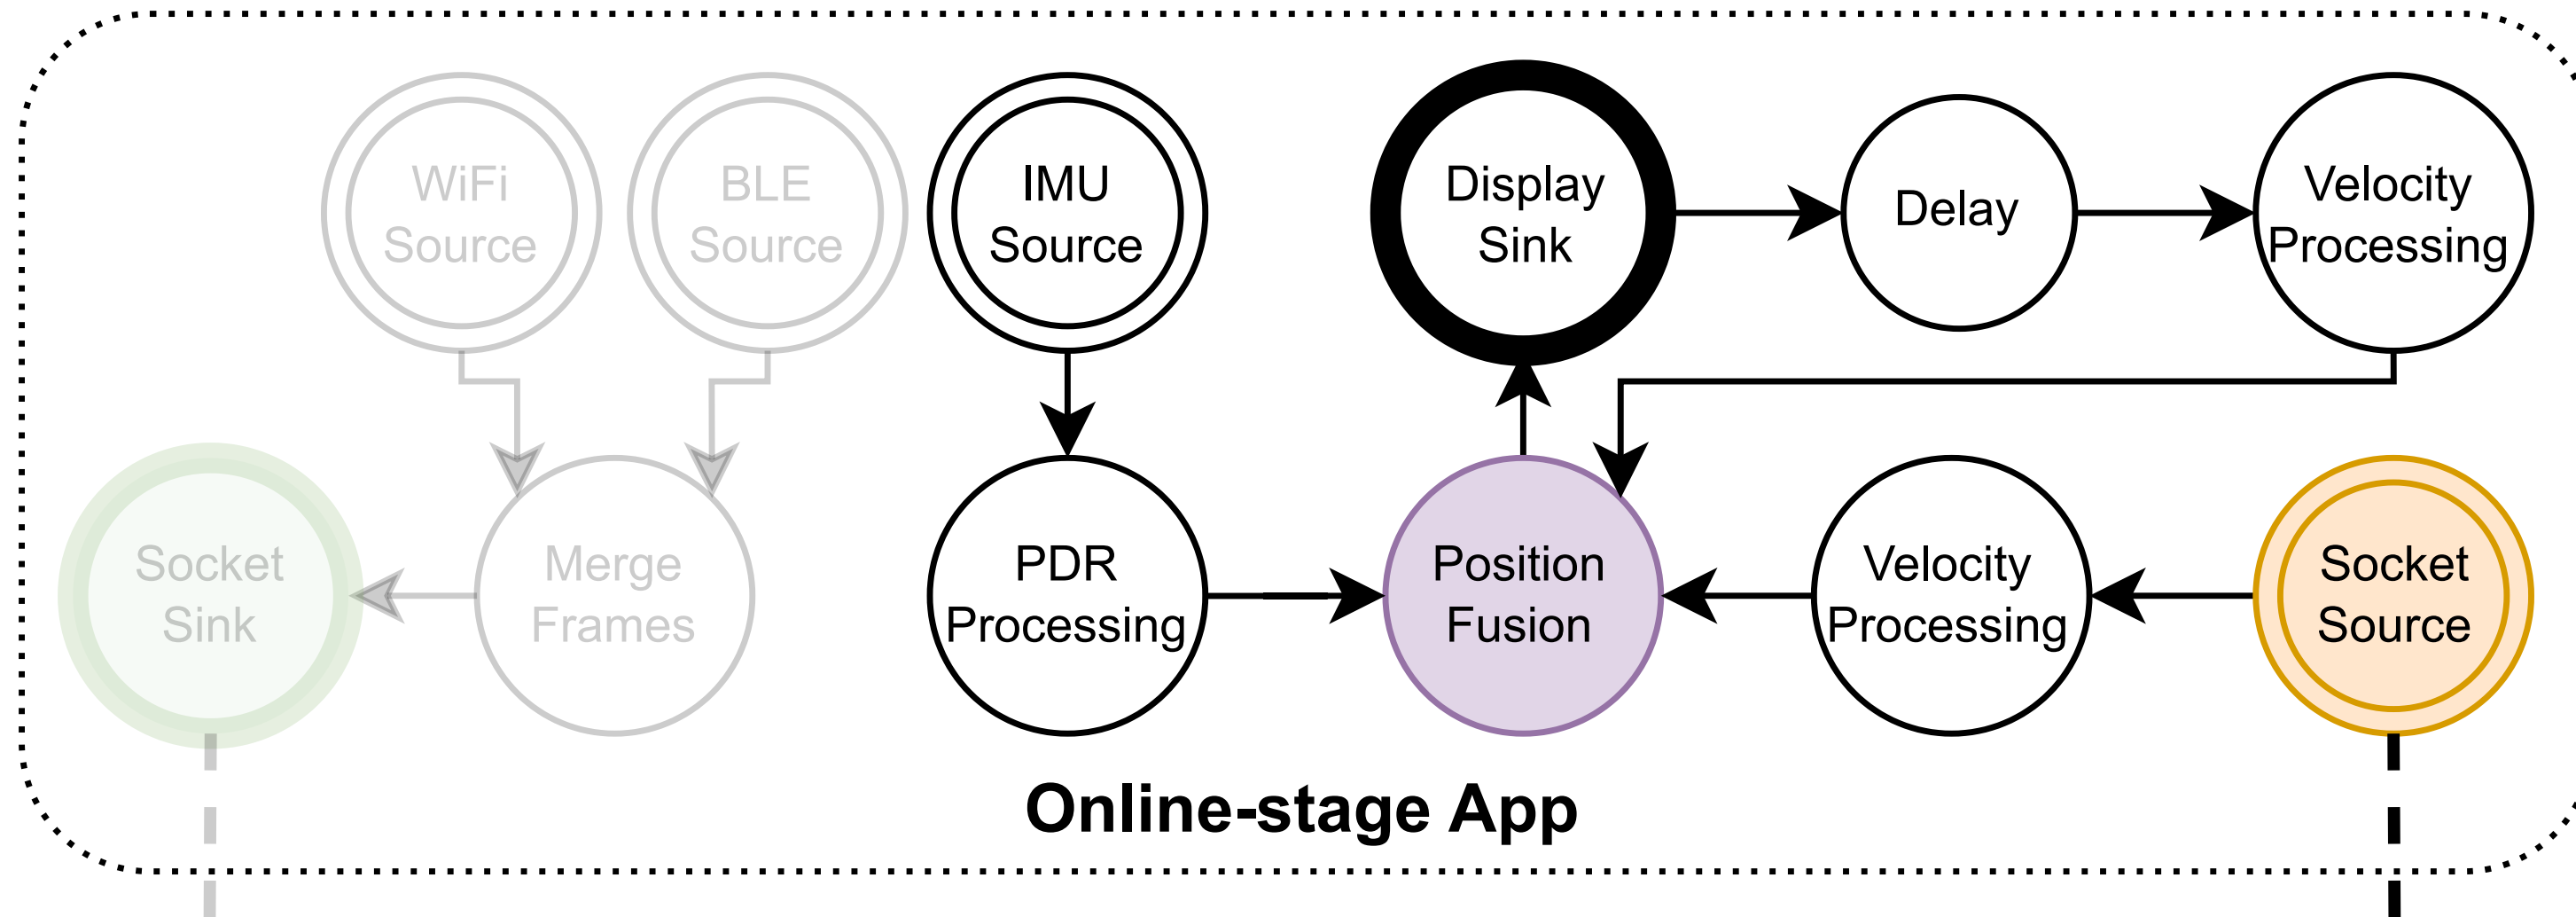 WiFi
Source
BLE
Source
IMU
Source
Display
Sink
Delay
Velocity
Processing
Socket
Sink
Merge
Frames
PDR
Processing
Position
Fusion
Velocity
Processing
Socket
Source
Online-stage App